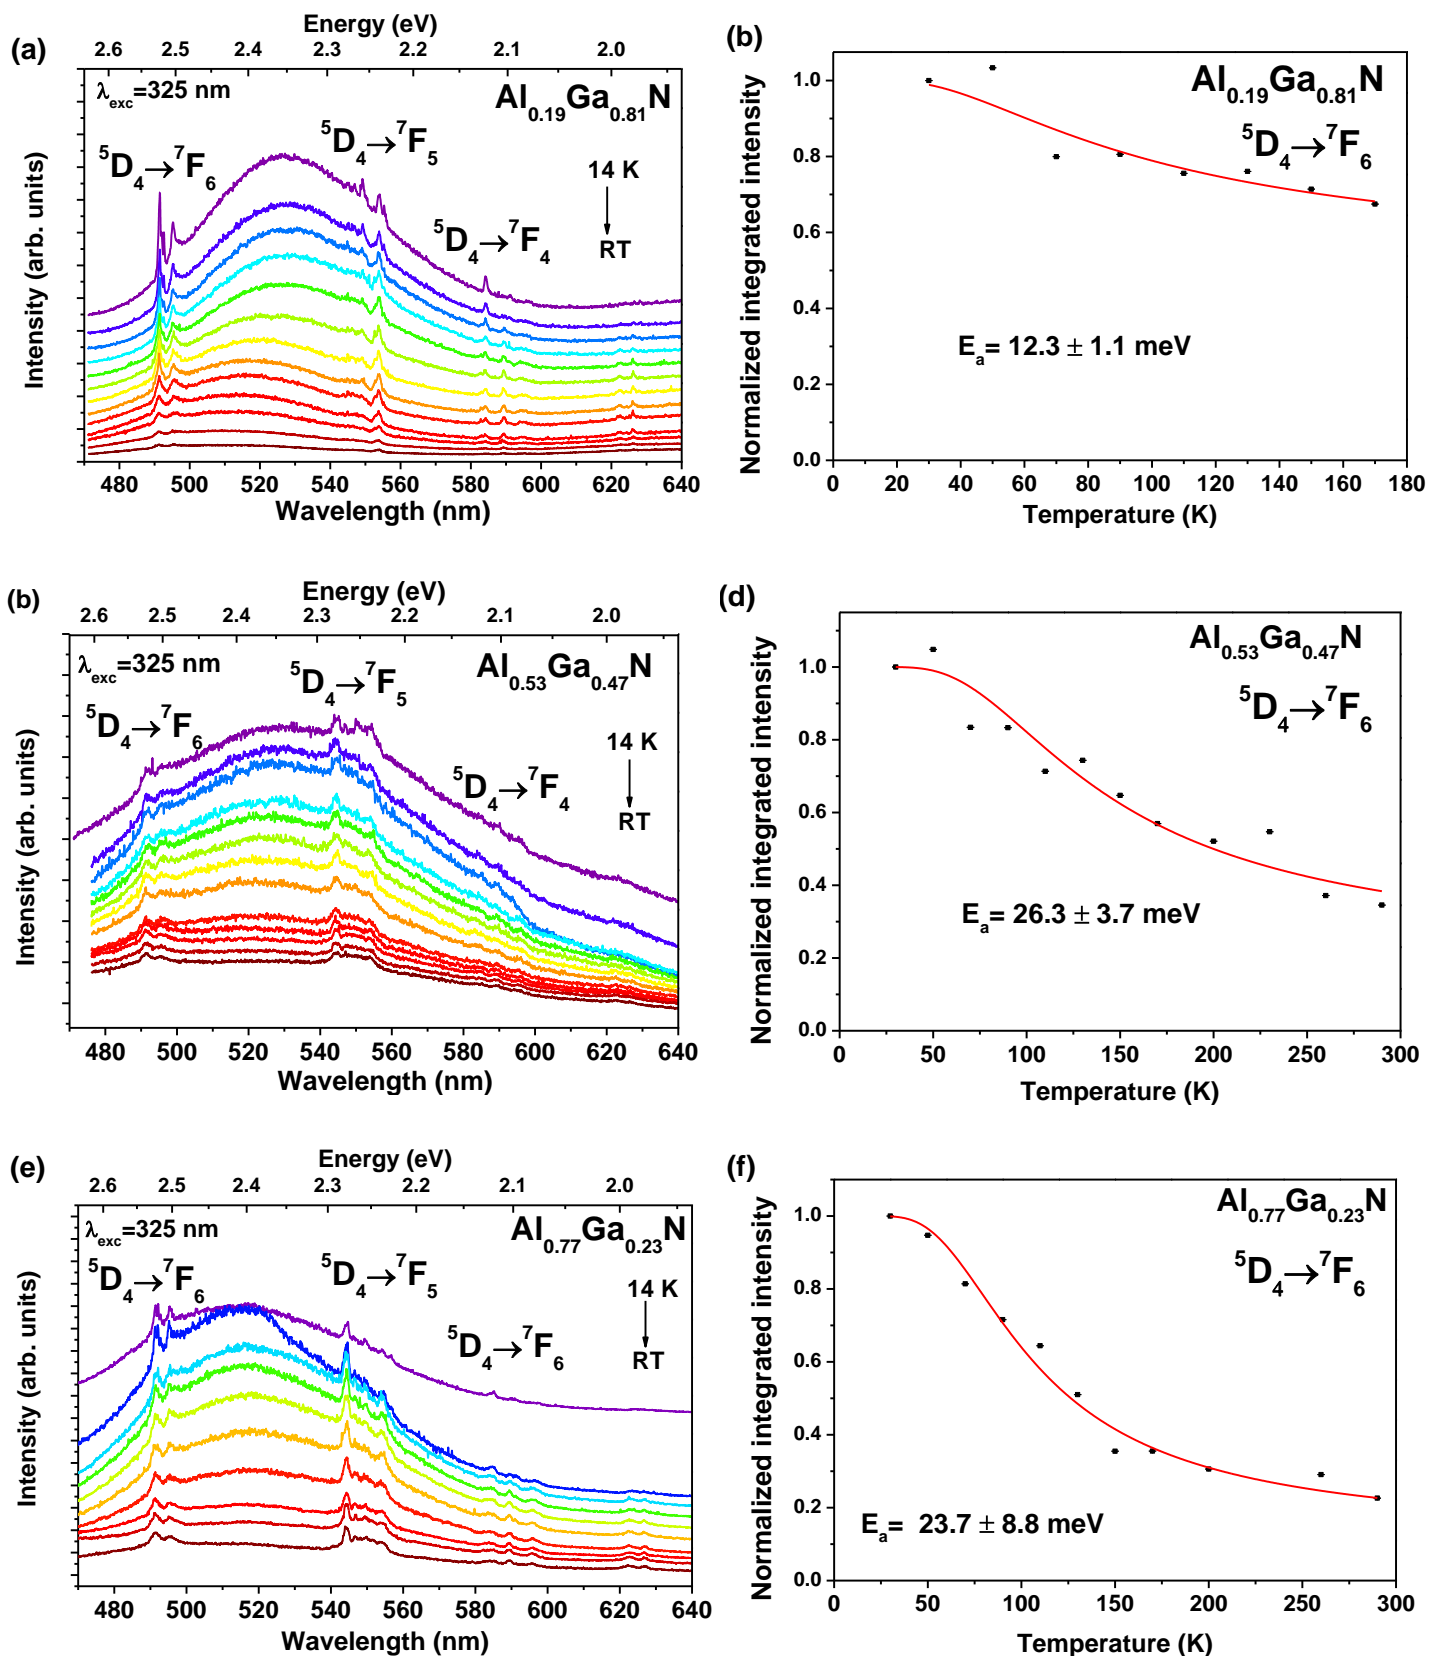 (a)
Energy (eV)
2.6 2.5 2.4 2.3 2.2 2.1 2.0
λexc=325 nm
Al0.19Ga0.81N
5D4→7F6
5D4→7F5
5D4→7F4
14 K
RT
Intensity (arb. units)
480 500 520 540 560 580 600 620 640
Wavelength (nm)
(b)
Al0.19Ga0.81N
5D4→7F6
Normalized integrated intensity
1.0
0.8
0.6
0.4
0.2
0.0
Ea= 12.3 ± 1.1 meV
0 20 40 60 80 100 120 140 160 180
Temperature (K)
(b)
Energy (eV)
2.6 2.5 2.4 2.3 2.2 2.1 2.0
λexc=325 nm
Al0.53Ga0.47N
5D4→7F6
5D4→7F5
5D4→7F4
14 K
RT
Intensity (arb. units)
480 500 520 540 560 580 600 620 640
Wavelength (nm)
(d)
Al0.53Ga0.47N
5D4→7F6
Normalized integrated intensity
1.0
0.8
0.6
0.4
0.2
0.0
Ea= 26.3 ± 3.7 meV
0 50 100 150 200 250 300
Temperature (K)
(e)
Energy (eV)
2.6 2.5 2.4 2.3 2.2 2.1 2.0
λexc=325 nm
Al0.77Ga0.23N
5D4→7F6
5D4→7F5
5D4→7F6
14 K
RT
Intensity (arb. units)
480 500 520 540 560 580 600 620 640
Wavelength (nm)
(f)
Al0.77Ga0.23N
5D4→7F6
Normalized integrated intensity
1.0
0.8
0.6
0.4
0.2
0.0
Ea= 23.7 ± 8.8 meV
0 50 100 150 200 250 300
Temperature (K)